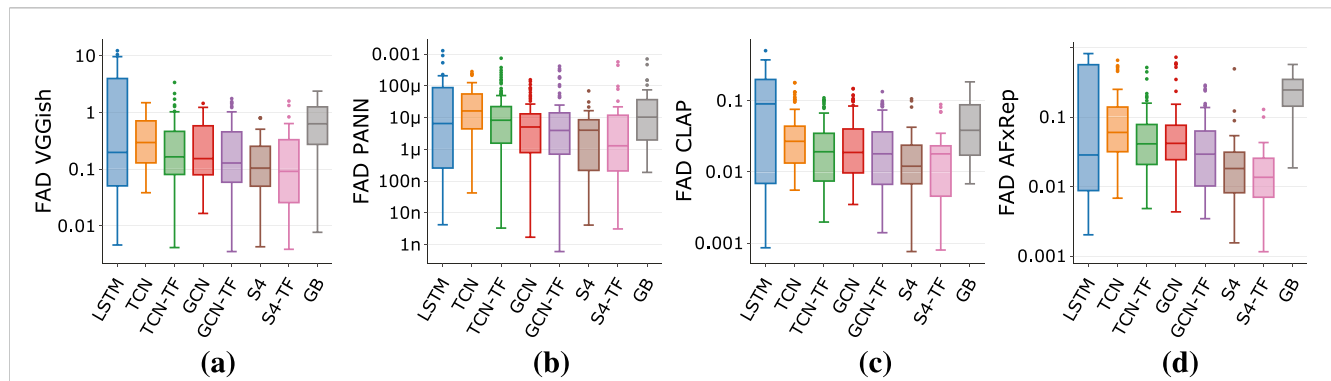 FAD VGGish
10
1
0.1
0.01
LSTM
TCN
TCN-TF
GCN
GCN-TF
S4
S4-TF
GB
(a)
FAD PANN
0.001
100μ
10μ
1μ
100n
10n
1n
LSTM
TCN
TCN-TF
GCN
GCN-TF
S4
S4-TF
GB
(b)
FAD CLAP
0.1
0.01
0.001
LSTM
TCN
TCN-TF
GCN
GCN-TF
S4
S4-TF
GB
(c)
FAD AFxRep
0.1
0.01
0.001
LSTM
TCN
TCN-TF
GCN
GCN-TF
S4
S4-TF
GB
(d)